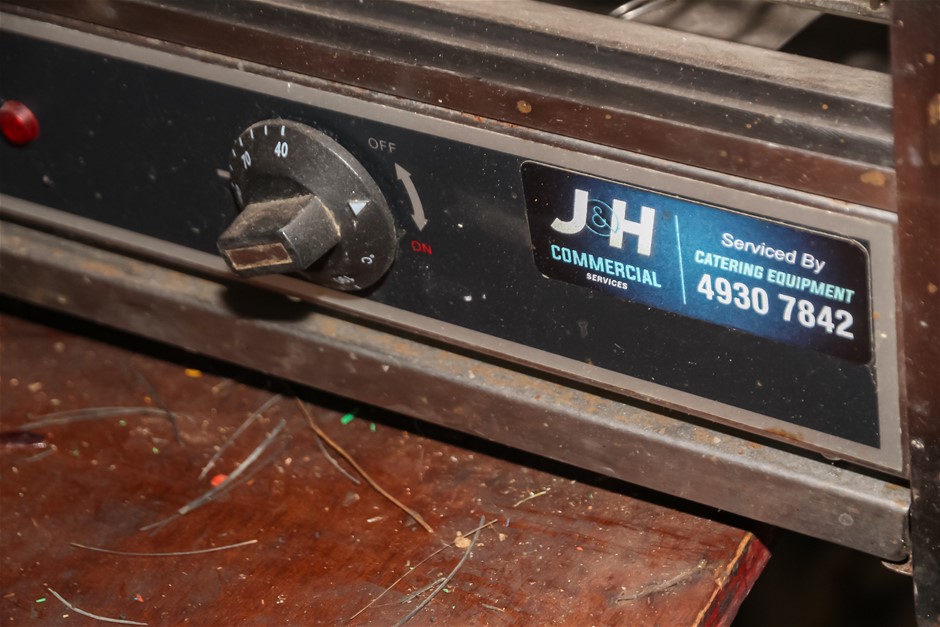 40
70
OFF
ON
J&H
COMMERCIAL
SERVICES
Serviced By
CATERING EQUIPMENT
4930 7842